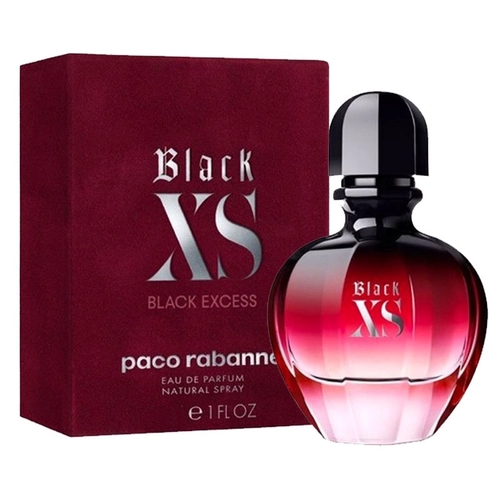 Black
XS
BLACK EXCESS
paco rabanne
EAU DE PARFUM
NATURAL SPRAY
e 1 FL OZ
Black
XS